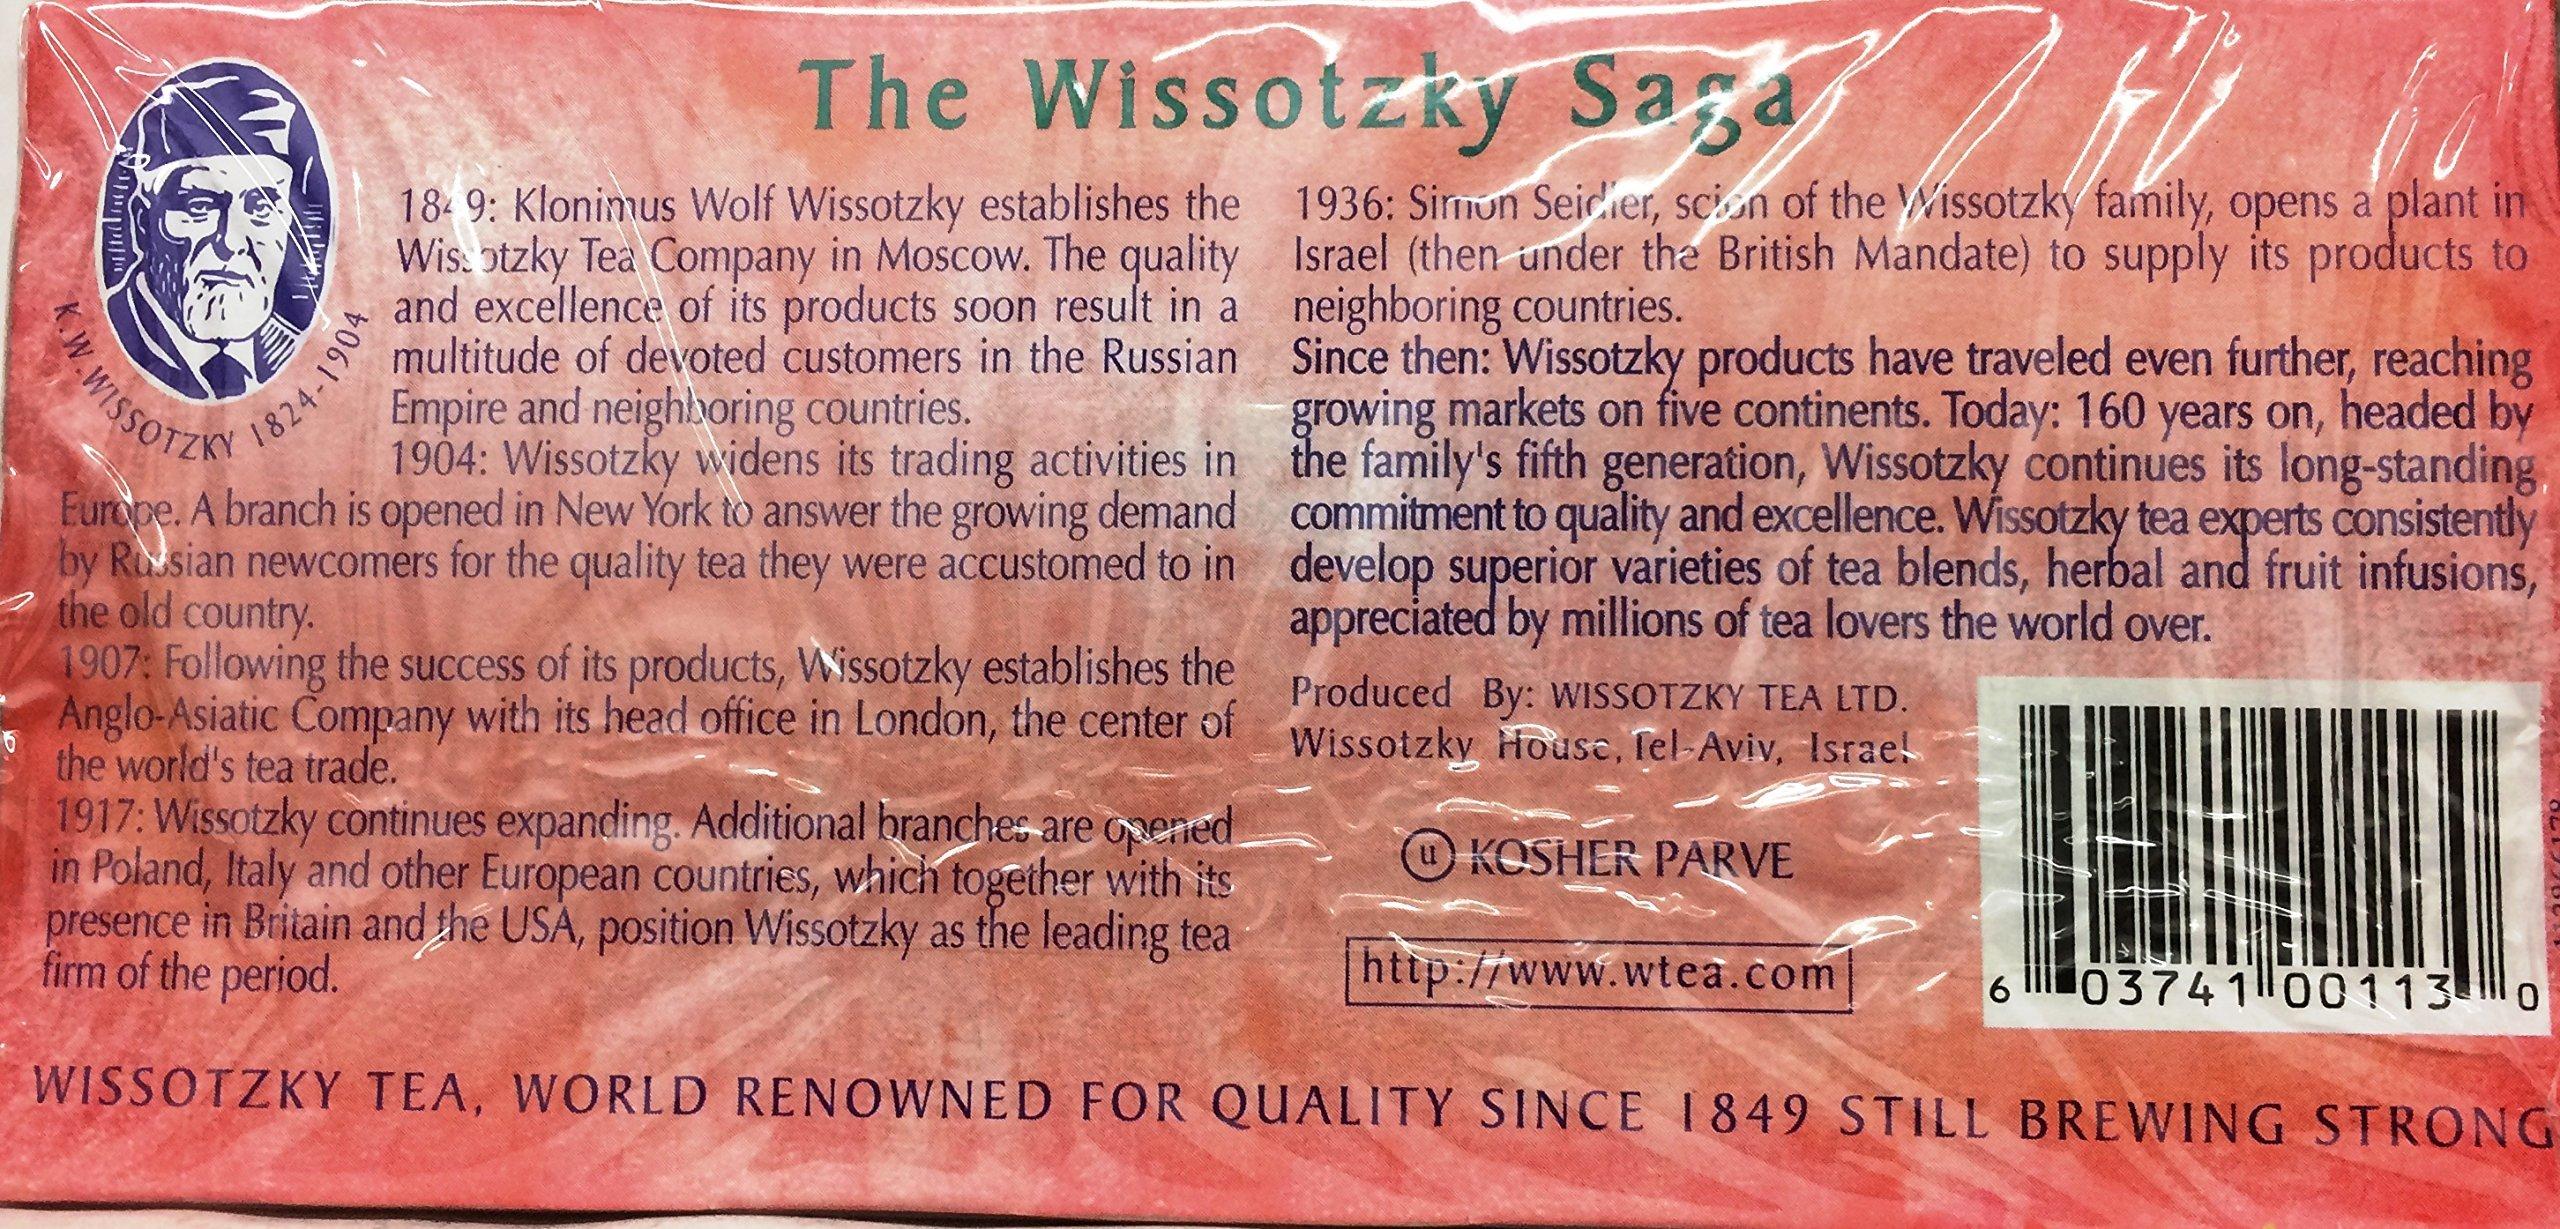 The Wissotzky Saga
K.W.WISSOTZKY 1824-1904
1849: Klonimus Wolf Wissotzky establishes the
Wissotzky Tea Company in Moscow. The quality
and excellence of its products soon result in a
multitude of devoted customers in the Russian
Empire and neighboring countries.
1904: Wissotzky widens its trading activities in
Europe. A branch is opened in New York to answer the growing demand
by Russian newcomers for the quality tea they were accustomed to in
the old country.
1907: Following the success of its products, Wissotzky establishes the
Anglo-Asiatic Company with its head office in London, the center of
the world's tea trade.
1917: Wissotzky continues expanding. Additional branches are opened
in Poland, Italy and other European countries, which together with its
presence in Britain and the USA, position Wissotzky as the leading tea
firm of the period.
1936: Simon Seidler, scion of the Wissotzky family, opens a plant in
Israel (then under the British Mandate) to supply its products to
neighboring countries.
Since then: Wissotzky products have traveled even further, reaching
growing markets on five continents. Today: 160 years on, headed by
the family's fifth generation, Wissotzky continues its long-standing
commitment to quality and excellence. Wissotzky tea experts consistently
develop superior varieties of tea blends, herbal and fruit infusions,
appreciated by millions of tea lovers the world over.
Produced By: WISSOTZKY TEA LTD.
Wissotzky House, Tel-Aviv, Israel
U KOSHER PARVE
http://www.wtea.com
6 03741 00113 0
WISSOTZKY TEA, WORLD RENOWNED FOR QUALITY SINCE 1849 STILL BREWING STRONG